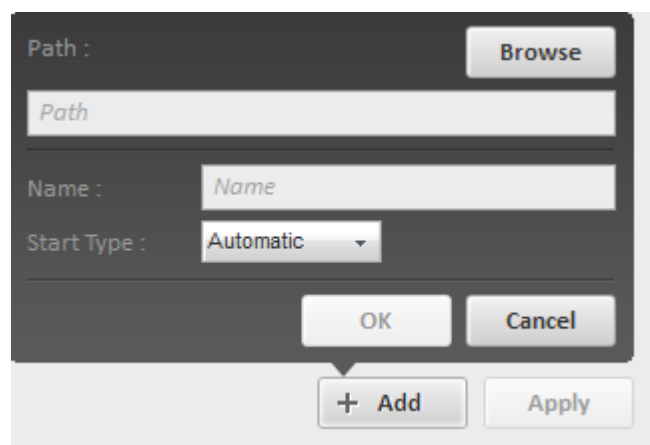 Path :
Browse
Path
Name :
Name
Start Type :
Automatic
OK
Cancel
+ Add
Apply